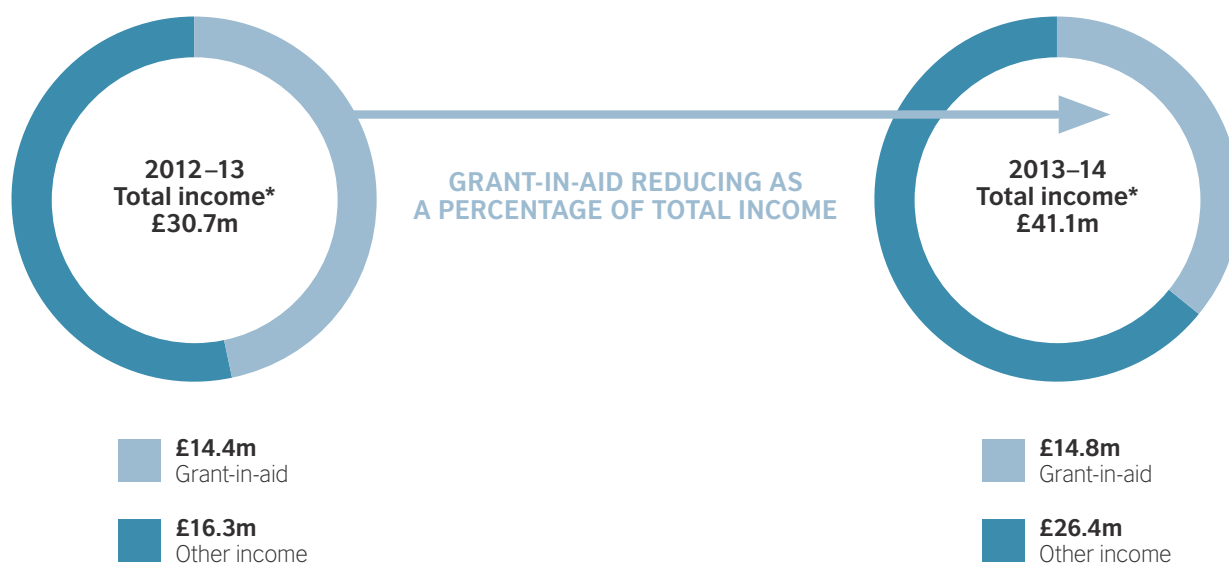 2012–13
Total income*
£30.7m
GRANT-IN-AID REDUCING AS
A PERCENTAGE OF TOTAL INCOME
2013–14
Total income*
£41.1m
£14.4m
Grant-in-aid
£16.3m
Other income
£14.8m
Grant-in-aid
£26.4m
Other income